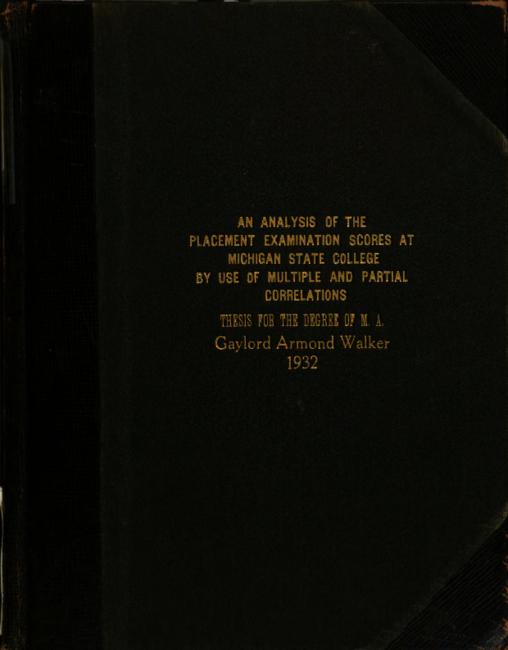 AN ANALYSIS OF THE
PLACEMENT EXAMINATION SCORES AT
MICHIGAN STATE COLLEGE
BY USE OF MULTIPLE AND PARTIAL
CORRELATIONS
THESIS FOR THE DEGREE OF M. A.
Gaylord Armond Walker
1932